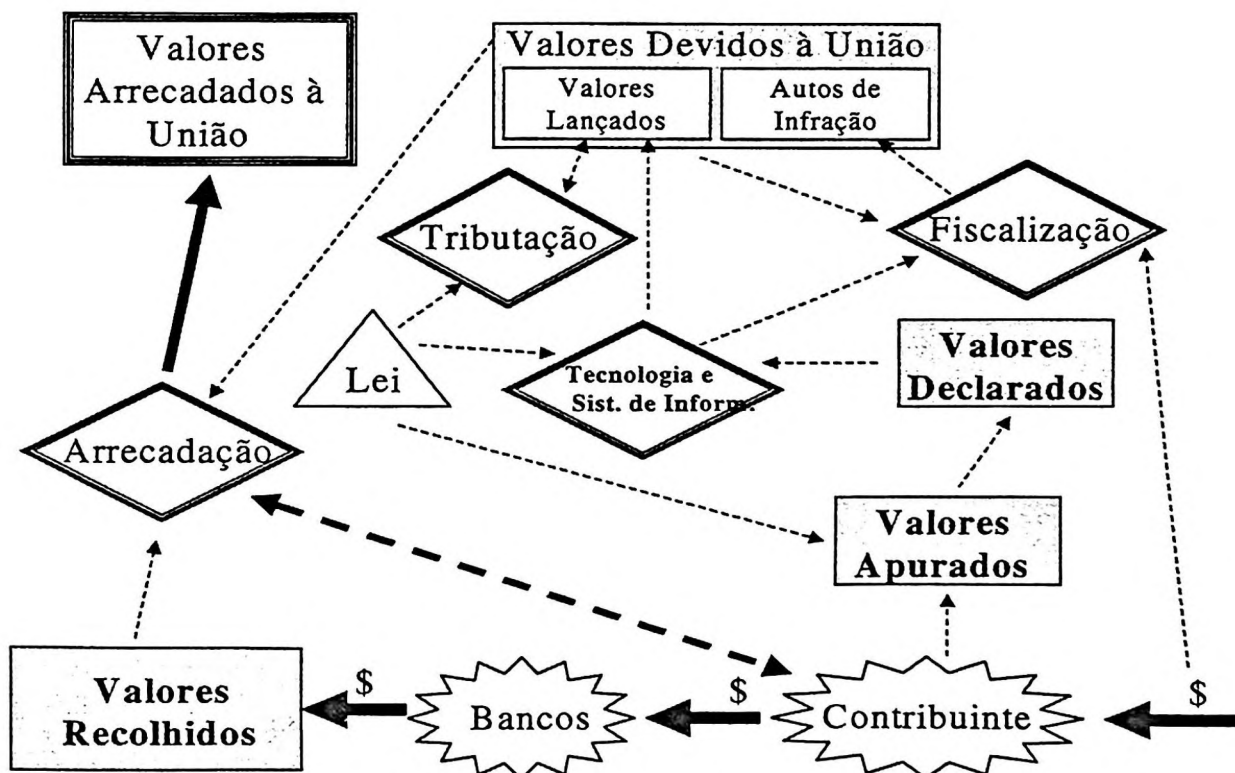 Valores
Arrecadados à
União
Valores Devidos à União
Valores
Lançados
Autos de
Infração
Tributação
Fiscalização
Lei
Tecnologia e
Sist. de Inform.
Valores
Declarados
Arrecadação
Valores
Apurados
Valores
Recolhidos
$
Bancos
$
Contribuinte
$